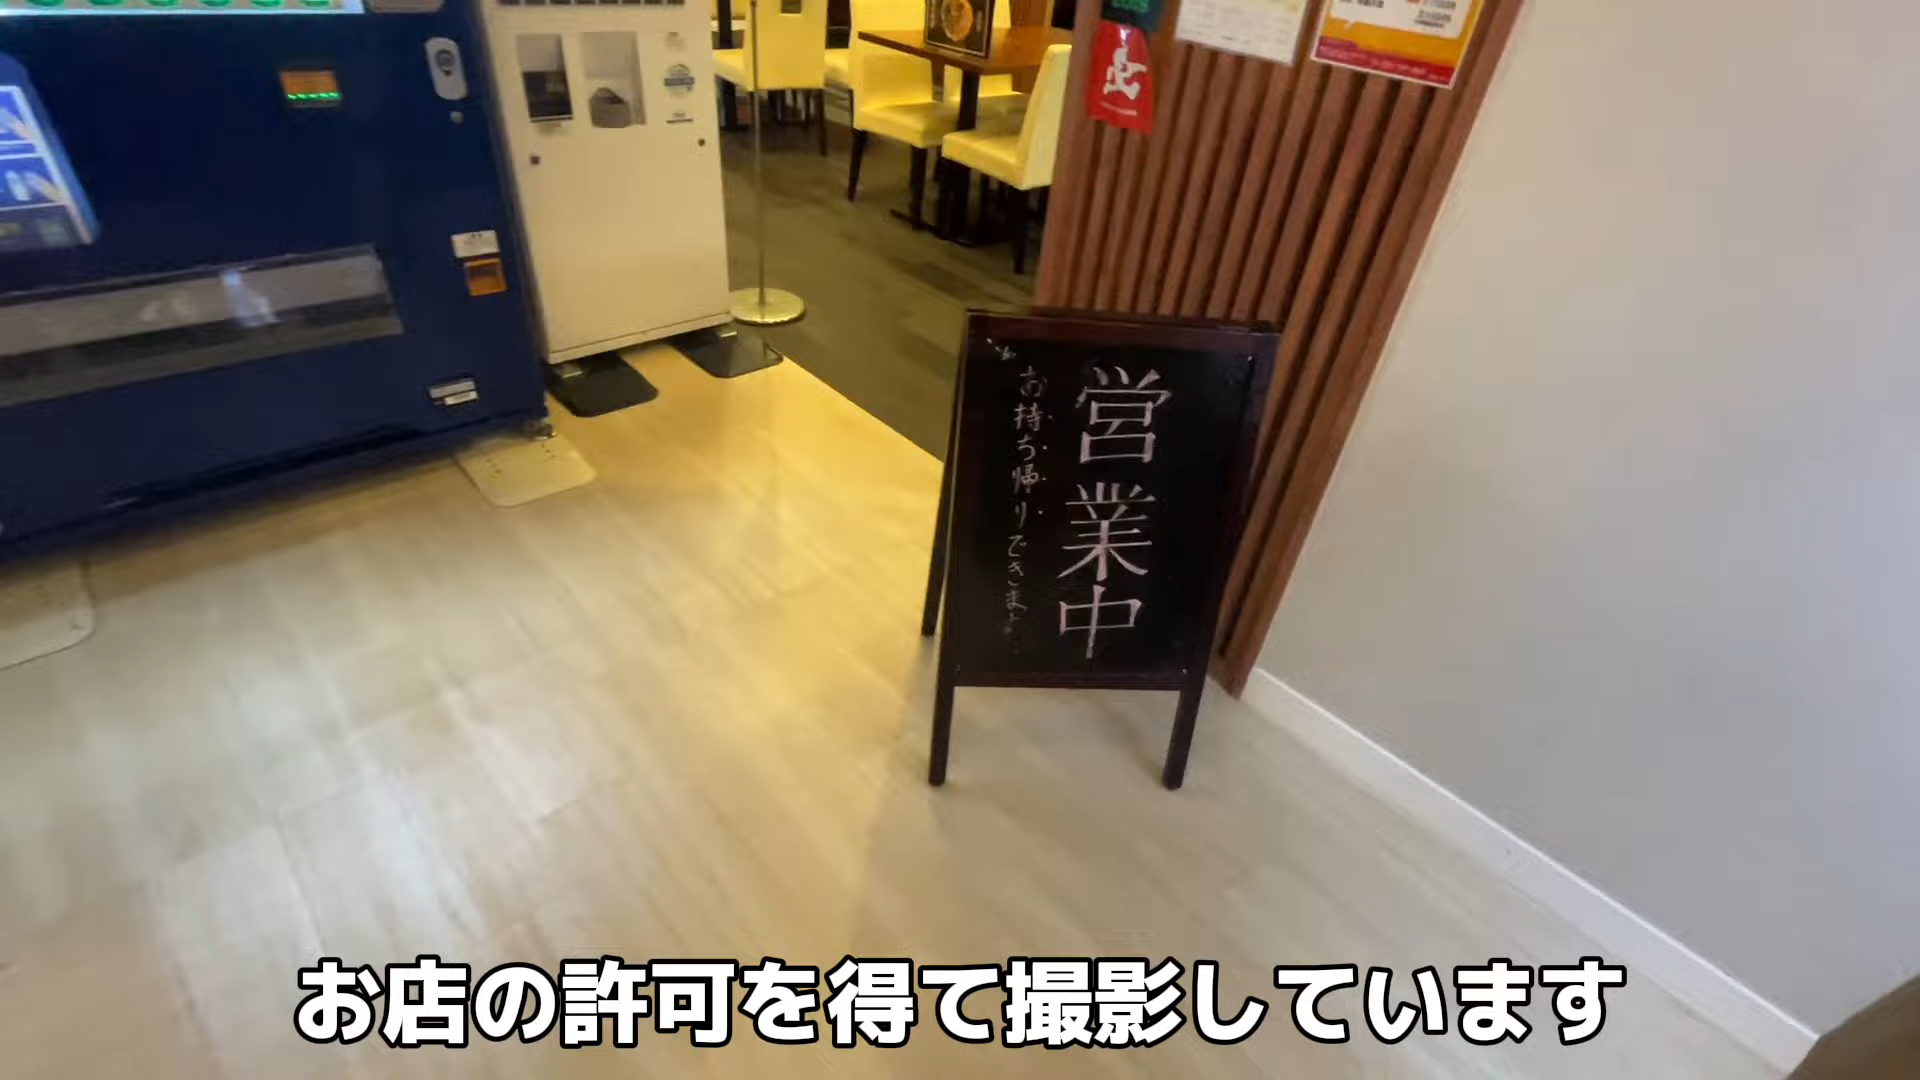 営業中
お持ち帰りできます
お店の許可を得て撮影しています